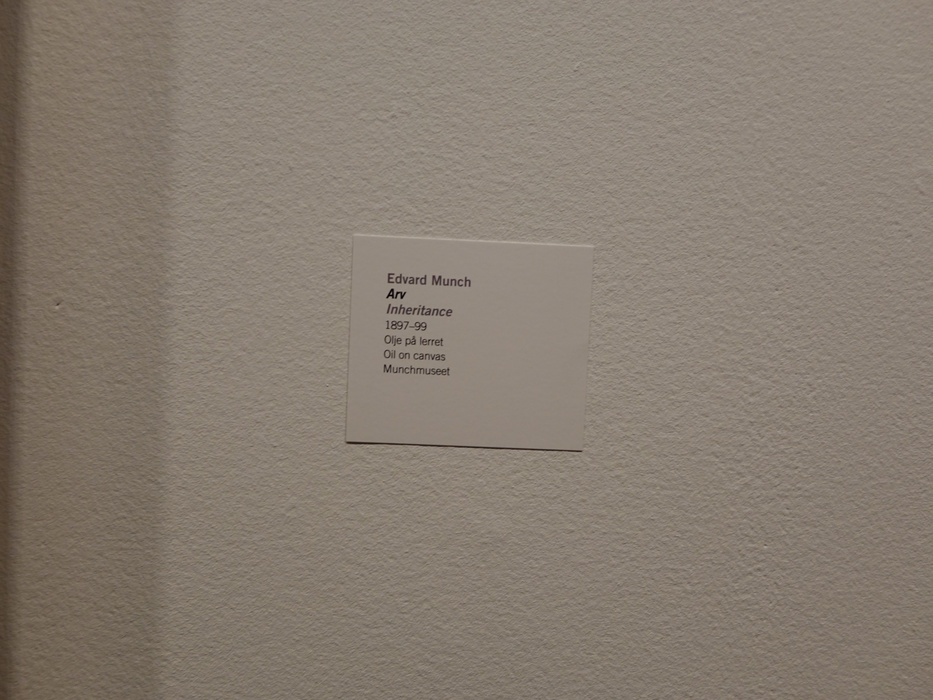 Edvard Munch
Arv
Inheritance
1897–99
Olje på lerret
Oil on canvas
Munchmuseet